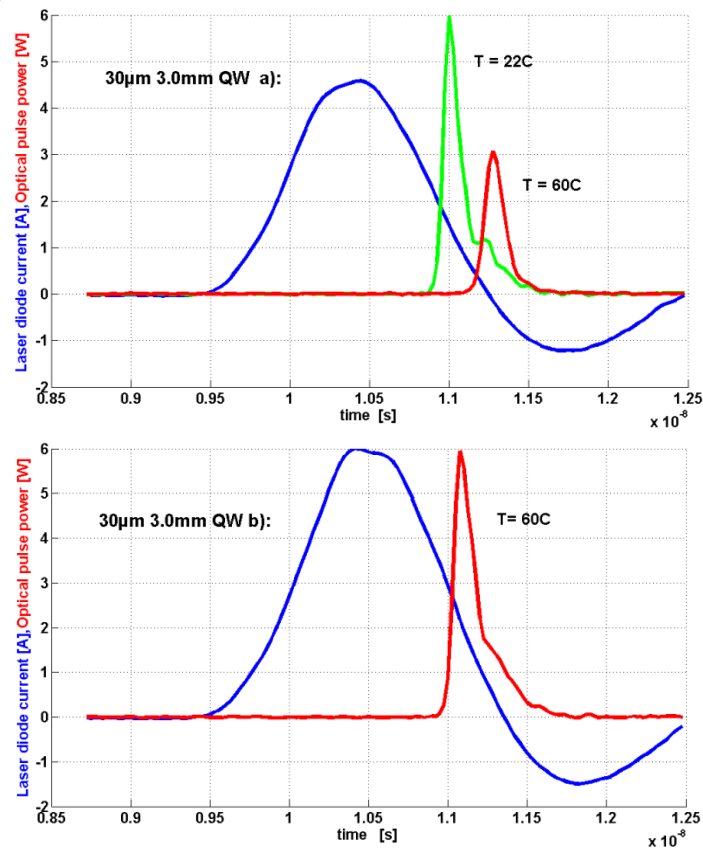 6
5
4
3
2
1
0
-1
-2
Laser diode current [A],Optical pulse power [W]
30µm 3.0mm QW a):
T = 22C
T = 60C
0.85 0.9 0.95 1 1.05 1.1 1.15 1.2 1.25
time [s]
x 10⁻⁸
6
5
4
3
2
1
0
-1
-2
Laser diode current [A],Optical pulse power [W]
30µm 3.0mm QW b):
T= 60C
0.85 0.9 0.95 1 1.05 1.1 1.15 1.2 1.25
time [s]
x 10⁻⁸